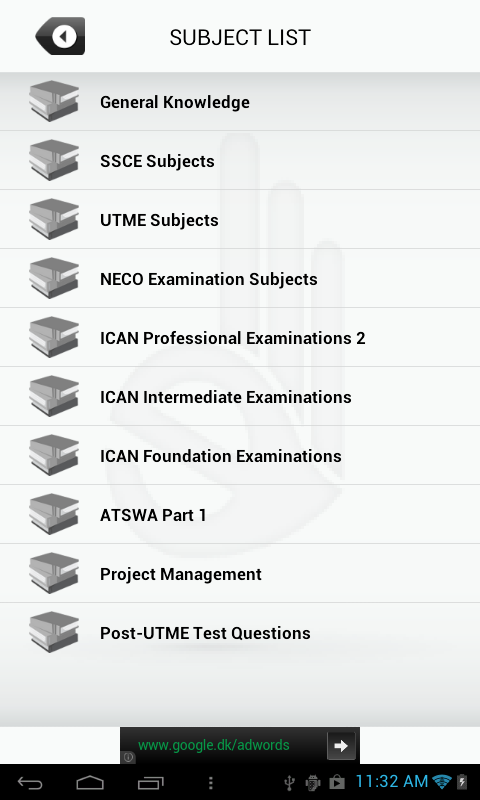 SUBJECT LIST
General Knowledge
SSCE Subjects
UTME Subjects
NECO Examination Subjects
ICAN Professional Examinations 2
ICAN Intermediate Examinations
ICAN Foundation Examinations
ATSWA Part 1
Project Management
Post-UTME Test Questions
www.google.dk/adwords
11:32 AM